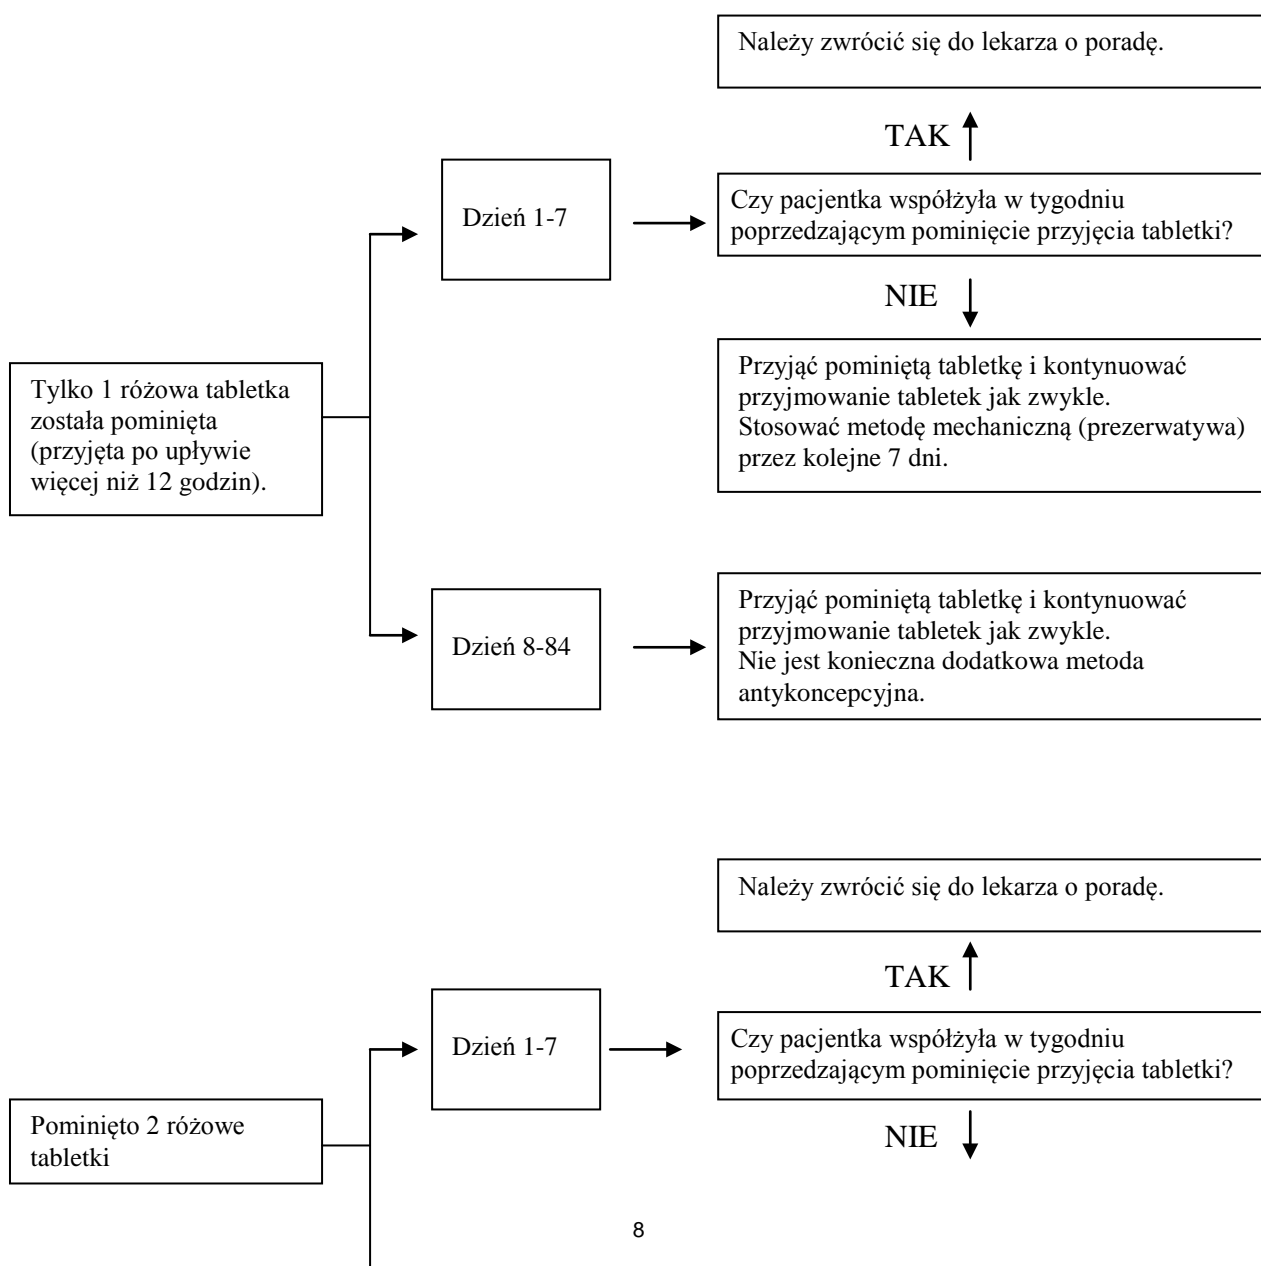 Należy zwrócić się do lekarza o poradę.
TAK
Dzień 1-7
Czy pacjentka współżyła w tygodniu
poprzedzającym pominięcie przyjęcia tabletki?
NIE
Tylko 1 różowa tabletka
została pominięta
(przyjęta po upływie
więcej niż 12 godzin).
Przyjąć pominiętą tabletkę i kontynuować
przyjmowanie tabletek jak zwykle.
Stosować metodę mechaniczną (prezerwatywa)
przez kolejne 7 dni.
Dzień 8-84
Przyjąć pominiętą tabletkę i kontynuować
przyjmowanie tabletek jak zwykle.
Nie jest konieczna dodatkowa metoda
antykoncepcyjna.
Należy zwrócić się do lekarza o poradę.
TAK
Dzień 1-7
Czy pacjentka współżyła w tygodniu
poprzedzającym pominięcie przyjęcia tabletki?
NIE
Pominięto 2 różowe
tabletki
8